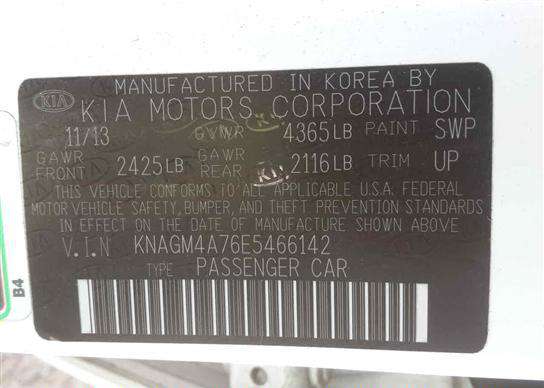 MANUFACTURED IN KOREA BY
KIA KIA MOTORS CORPORATION
11/13 GVWR 4365LB PAINT SWP
GAWR FRONT 2425LB GAWR REAR KIA 2116LB TRIM UP
THIS VEHICLE CONFORMS TO ALL APPLICABLE U.S.A. FEDERAL
MOTOR VEHICLE SAFETY, BUMPER, AND THEFT PREVENTION STANDARDS
IN EFFECT ON THE DATE OF MANUFACTURE SHOWN ABOVE
V.I.N KNAGM4A76E5466142
TYPE PASSENGER CAR
B4